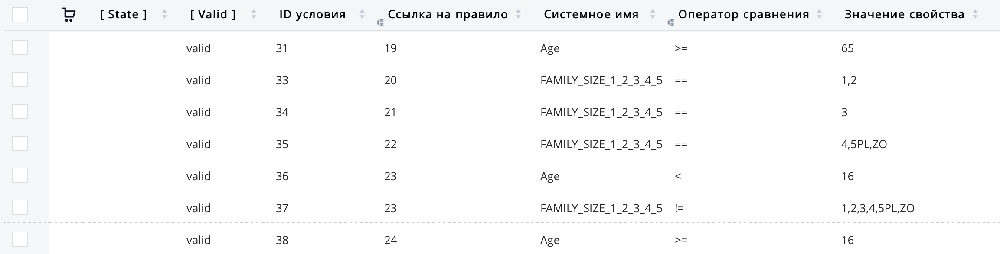 [ State ] [ Valid ] ID условия Ссылка на правило Системное имя Оператор сравнения Значение свойства
valid 31 19 Age >= 65
valid 33 20 FAMILY_SIZE_1_2_3_4_5 == 1,2
valid 34 21 FAMILY_SIZE_1_2_3_4_5 == 3
valid 35 22 FAMILY_SIZE_1_2_3_4_5 == 4,5PL,ZO
valid 36 23 Age < 16
valid 37 23 FAMILY_SIZE_1_2_3_4_5 != 1,2,3,4,5PL,ZO
valid 38 24 Age >= 16